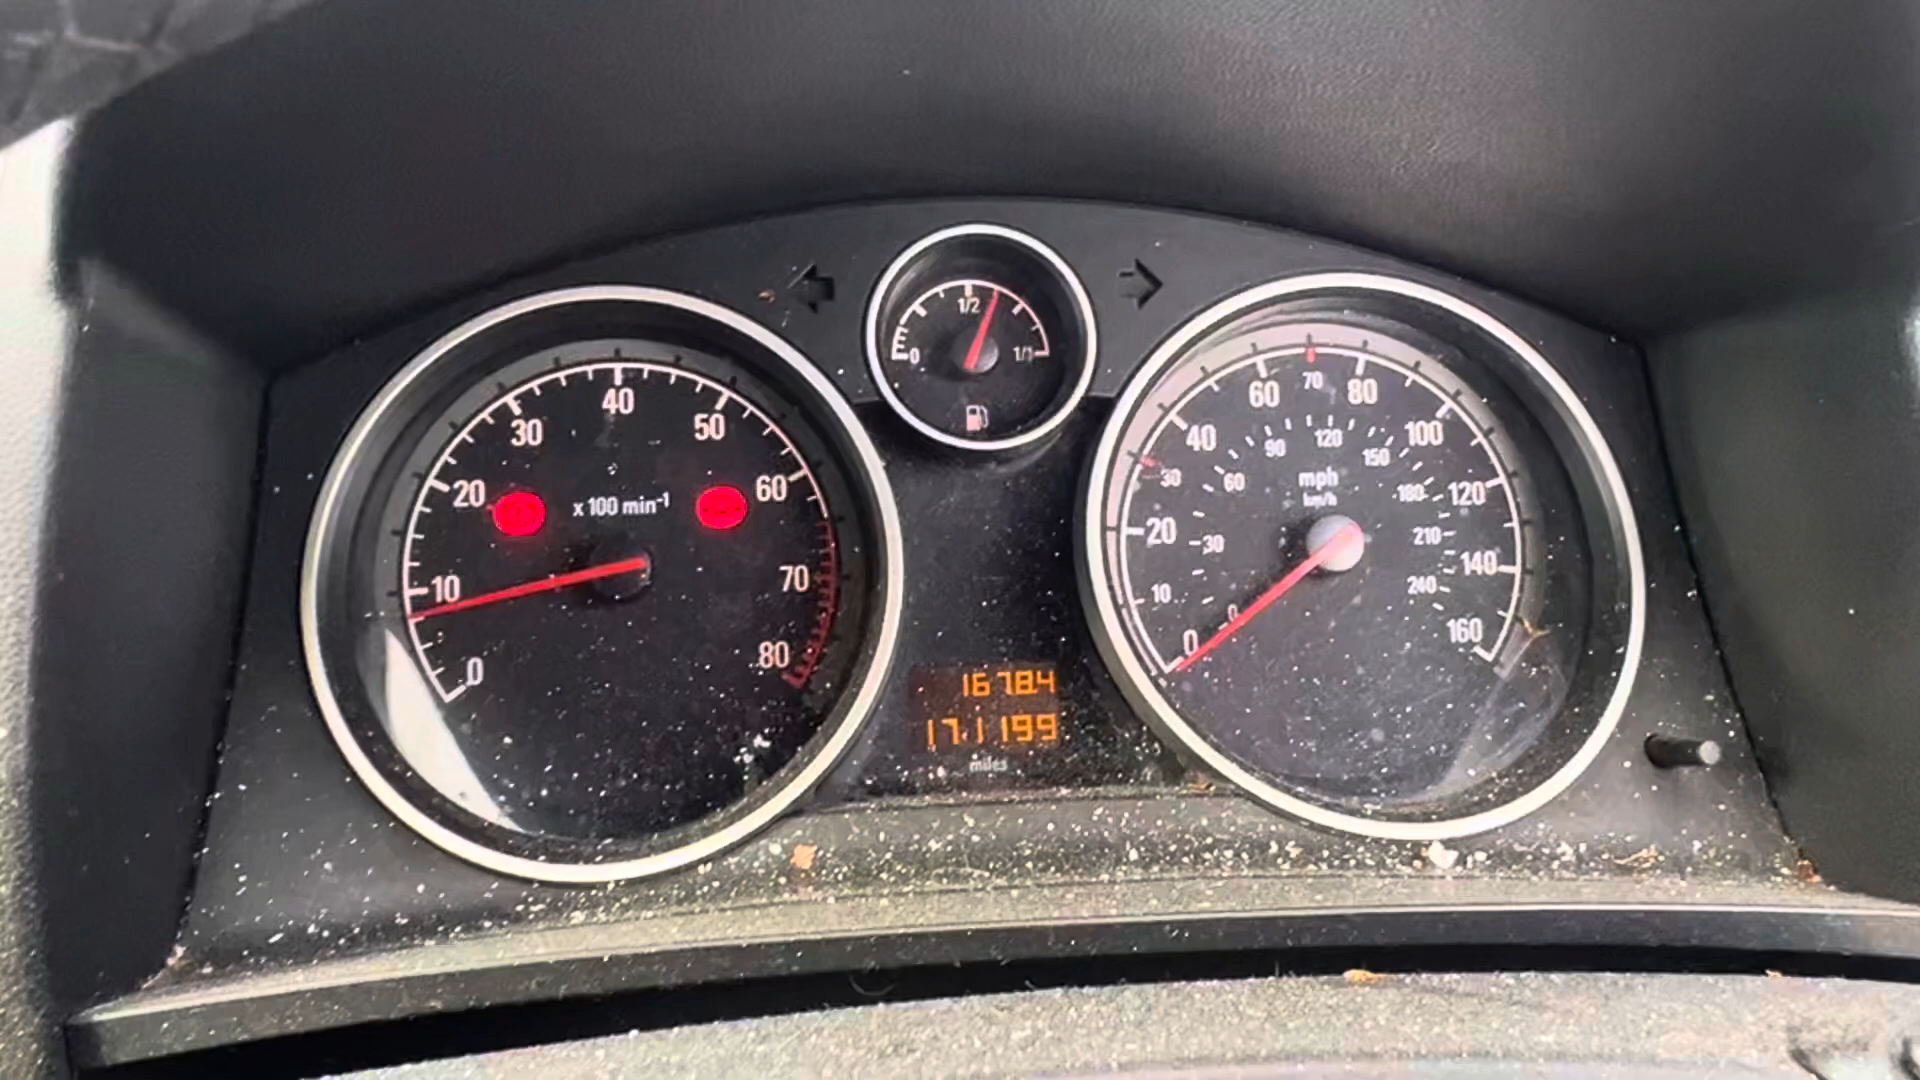 0 1/2 1/1
0 10 20 30 40 50 60 70 80
x 100 min⁻¹
0 10 20 30 40 60 70 80 100 120 140 160
mph
km/h
0 30 60 90 120 150 180 210 240
1678.4
171199
miles